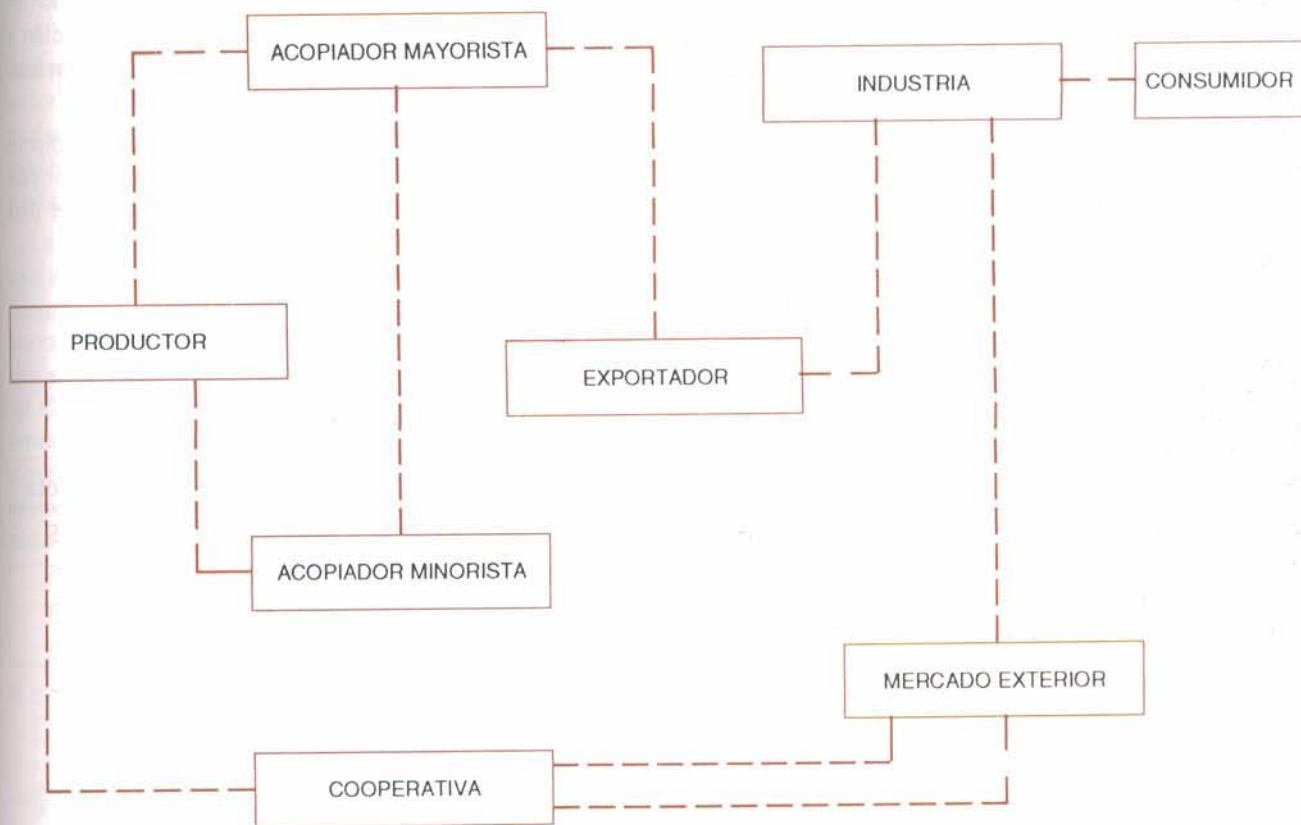 ACOPIADOR MAYORISTA
INDUSTRIA
CONSUMIDOR
PRODUCTOR
EXPORTADOR
ACOPIADOR MINORISTA
MERCADO EXTERIOR
COOPERATIVA